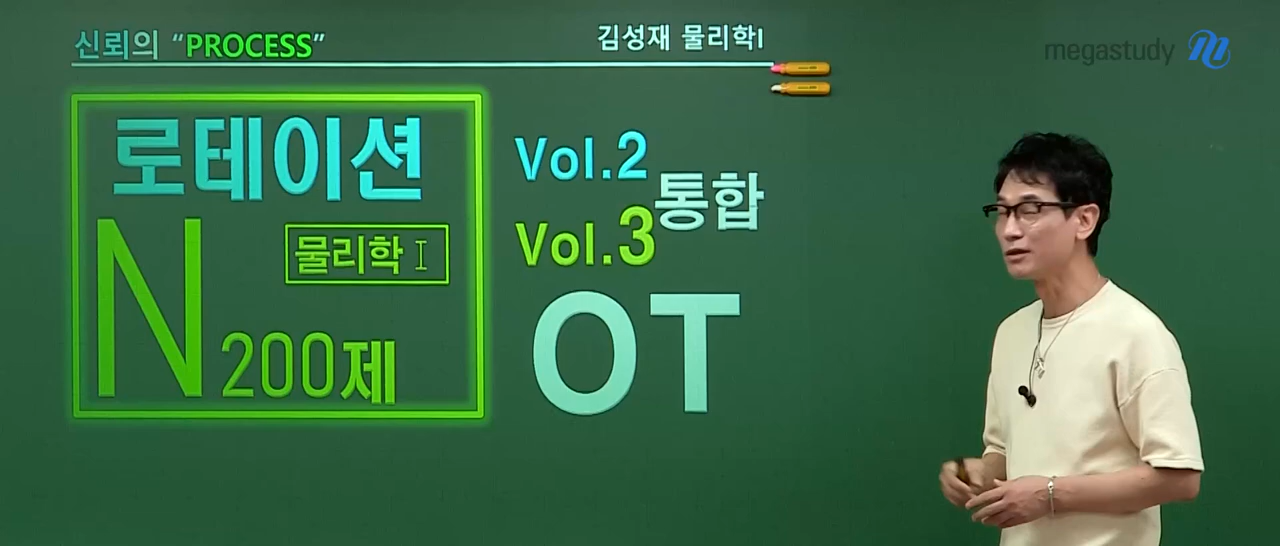 신뢰의 “PROCESS”
김성재 물리학I
megastudy
로테이션
물리학 I
N 200제
Vol.2
통합
Vol.3
OT